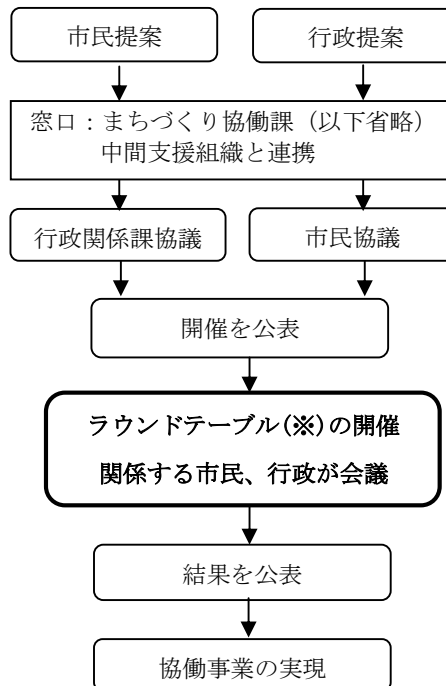 市民提案
行政提案
窓口：まちづり協働課（以下省略）
中間支援組織と連携
行政関係課協議
市民協議
開催を公表
ラウンドテーブル(※)の開催
関係する市民、行政が会議
結果を公表
協働事業の実現